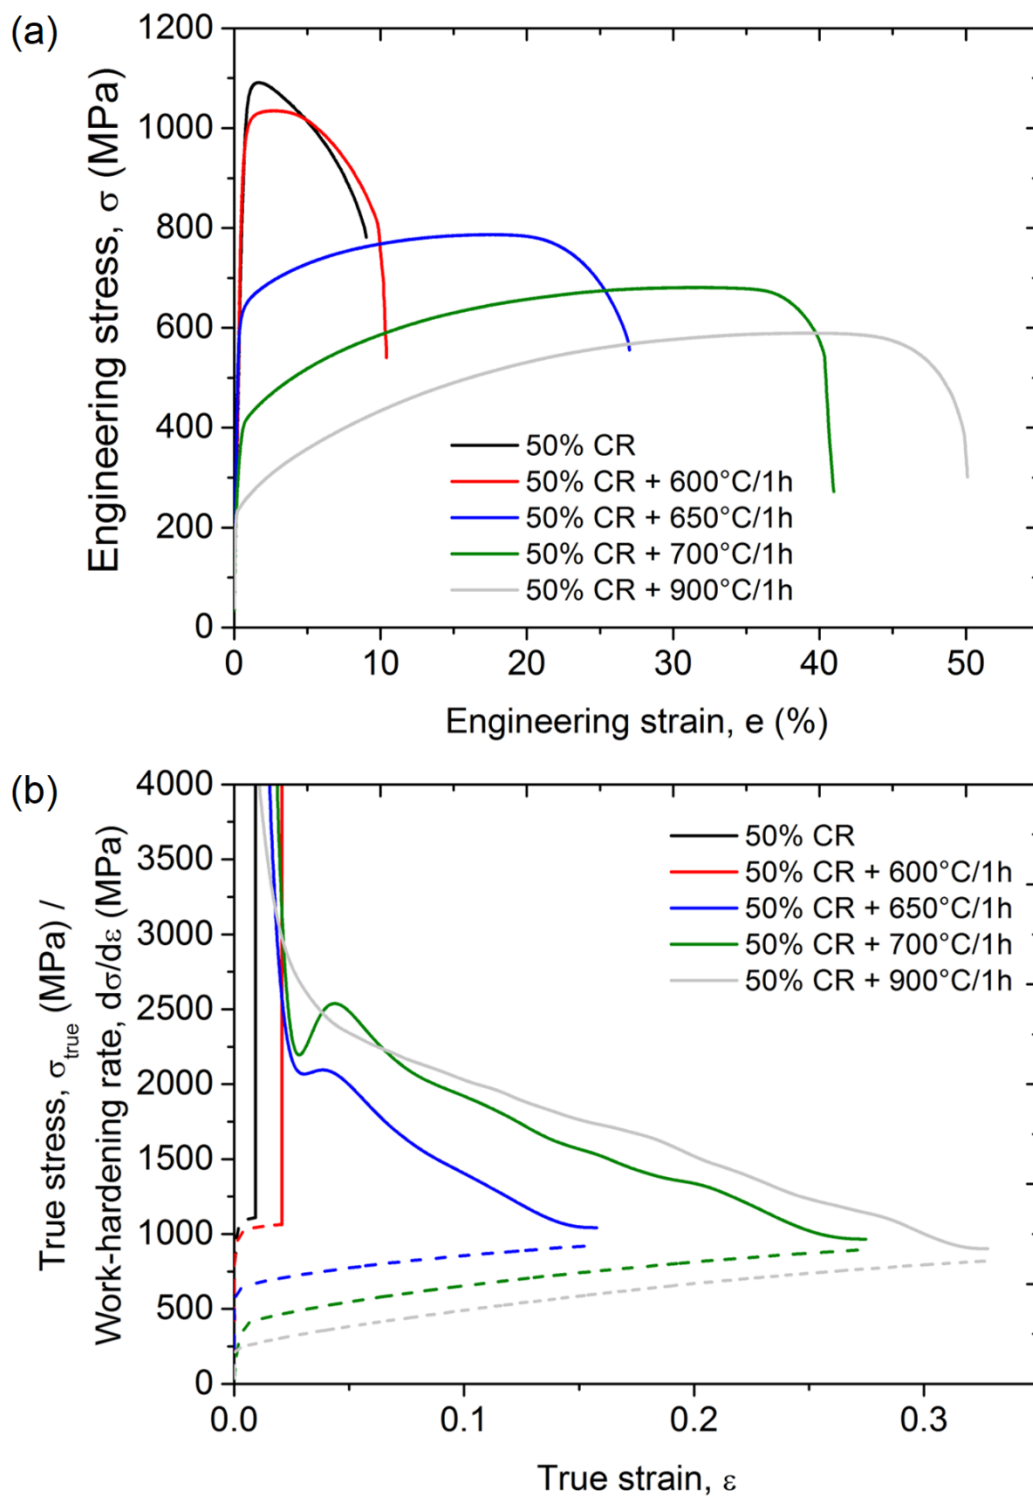 (a)
Engineering stress, σ (MPa)
1200
1000
800
600
400
200
0
50% CR
50% CR + 600°C/1h
50% CR + 650°C/1h
50% CR + 700°C/1h
50% CR + 900°C/1h
0 10 20 30 40 50
Engineering strain, e (%)
(b)
True stress, σtrue (MPa) /
Work-hardening rate, dσ/dε (MPa)
4000
3500
3000
2500
2000
1500
1000
500
0
50% CR
50% CR + 600°C/1h
50% CR + 650°C/1h
50% CR + 700°C/1h
50% CR + 900°C/1h
0.0 0.1 0.2 0.3
True strain, ε